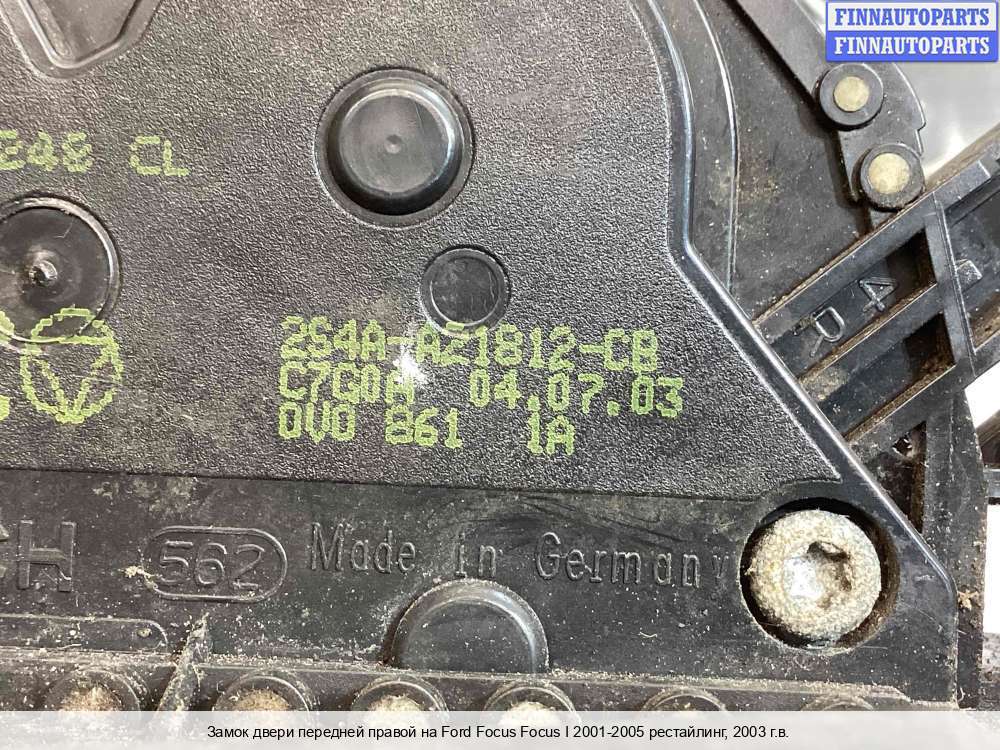 FINNAUTOPARTS
FINNAUTOPARTS
E48 CL
2S4A-A21812-CB
C7G0A 04.07.03
0V0 861 1A
R 4
562
Made in Germany
Замок двери передней правой на Ford Focus Focus I 2001-2005 рестайлинг, 2003 г.в.